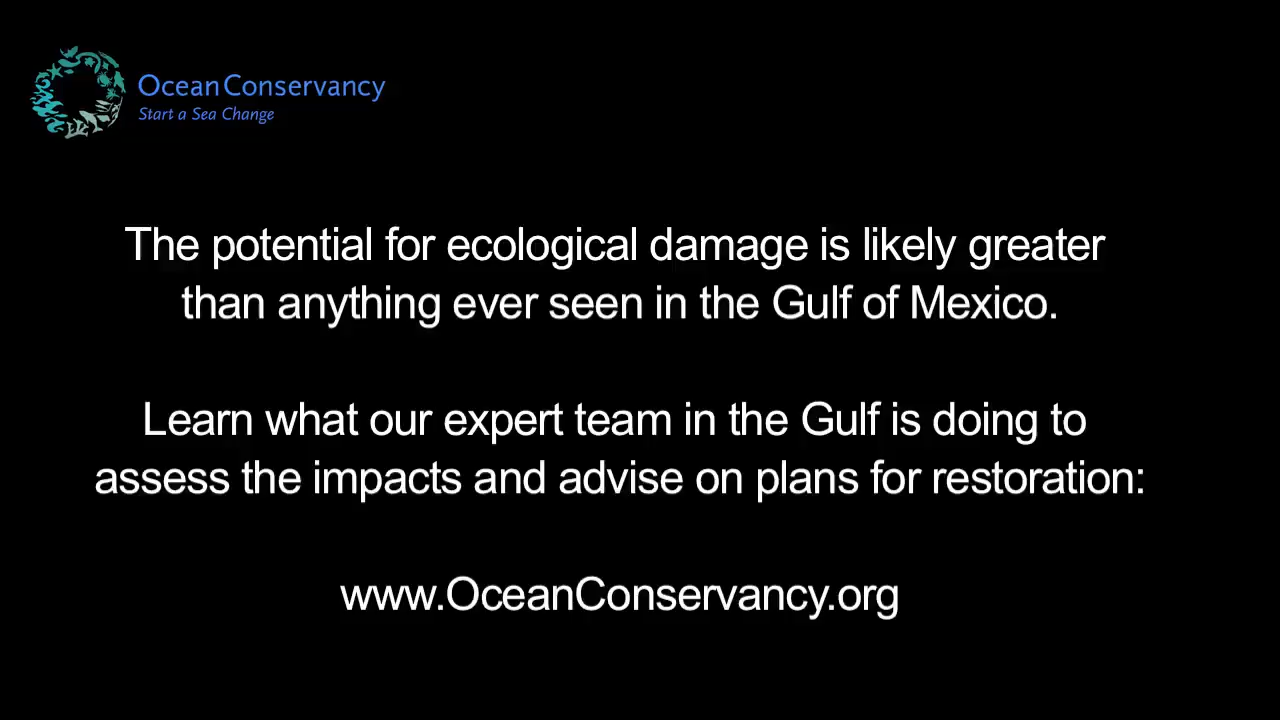 OceanConservancy
Start a Sea Change
The potential for ecological damage is likely greater
than anything ever seen in the Gulf of Mexico.
Learn what our expert team in the Gulf is doing to
assess the impacts and advise on plans for restoration:
www.OceanConservancy.org